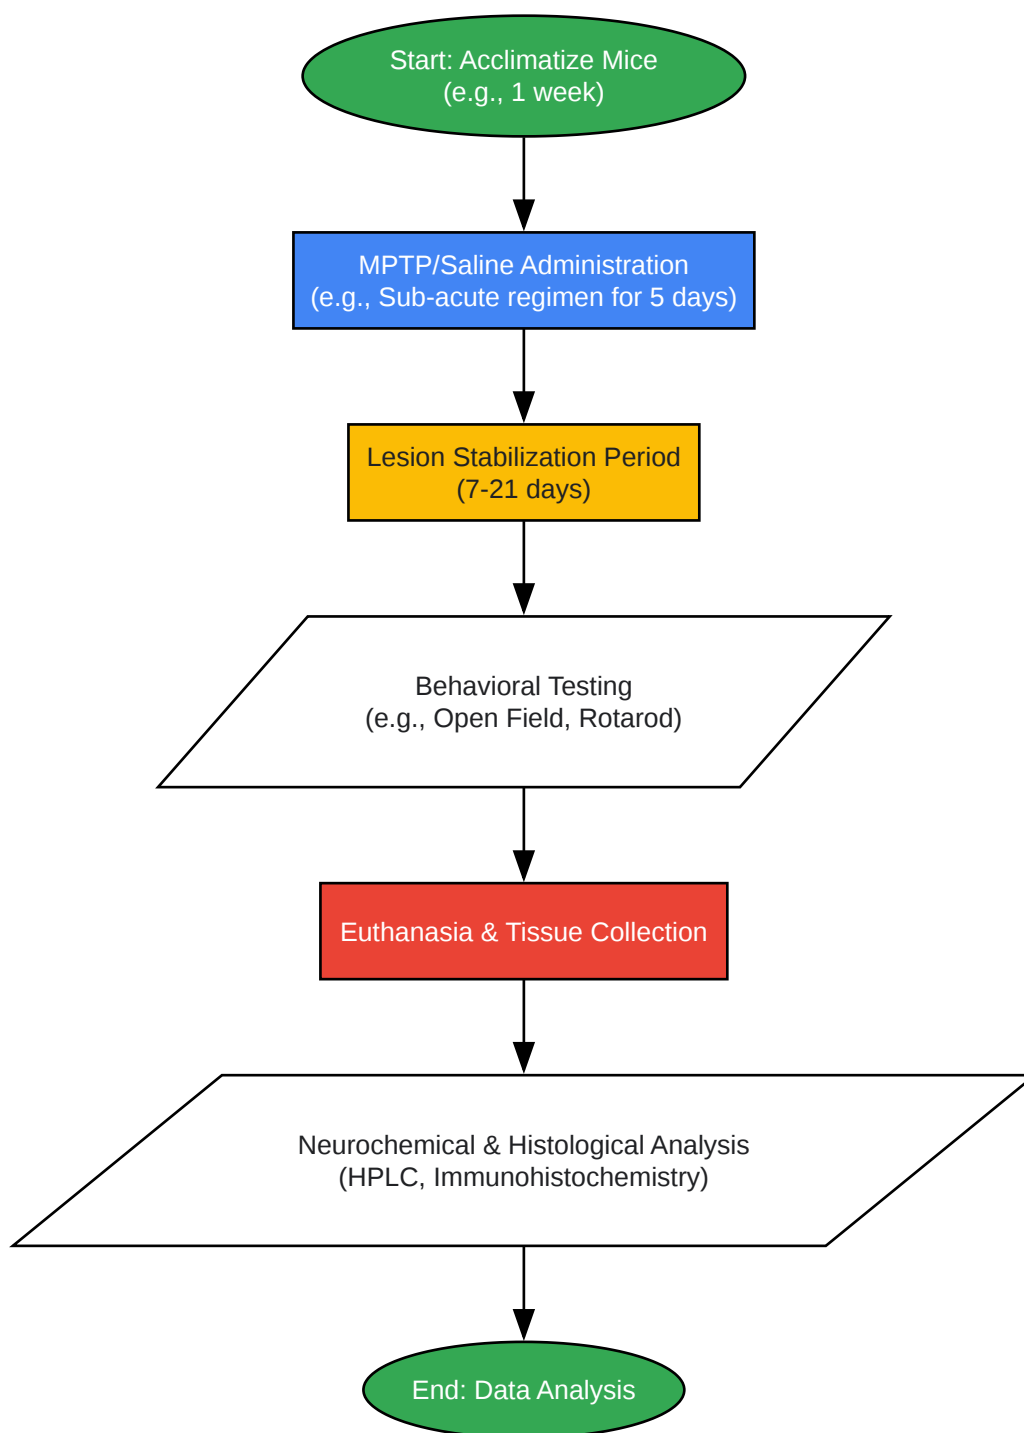 Start: Acclimatize Mice
(e.g., 1 week)
MPTP/Saline Administration
(e.g., Sub-acute regimen for 5 days)
Lesion Stabilization Period
(7-21 days)
Behavioral Testing
(e.g., Open Field, Rotarod)
Euthanasia & Tissue Collection
Neurochemical & Histological Analysis
(HPLC, Immunohistochemistry)
End: Data Analysis